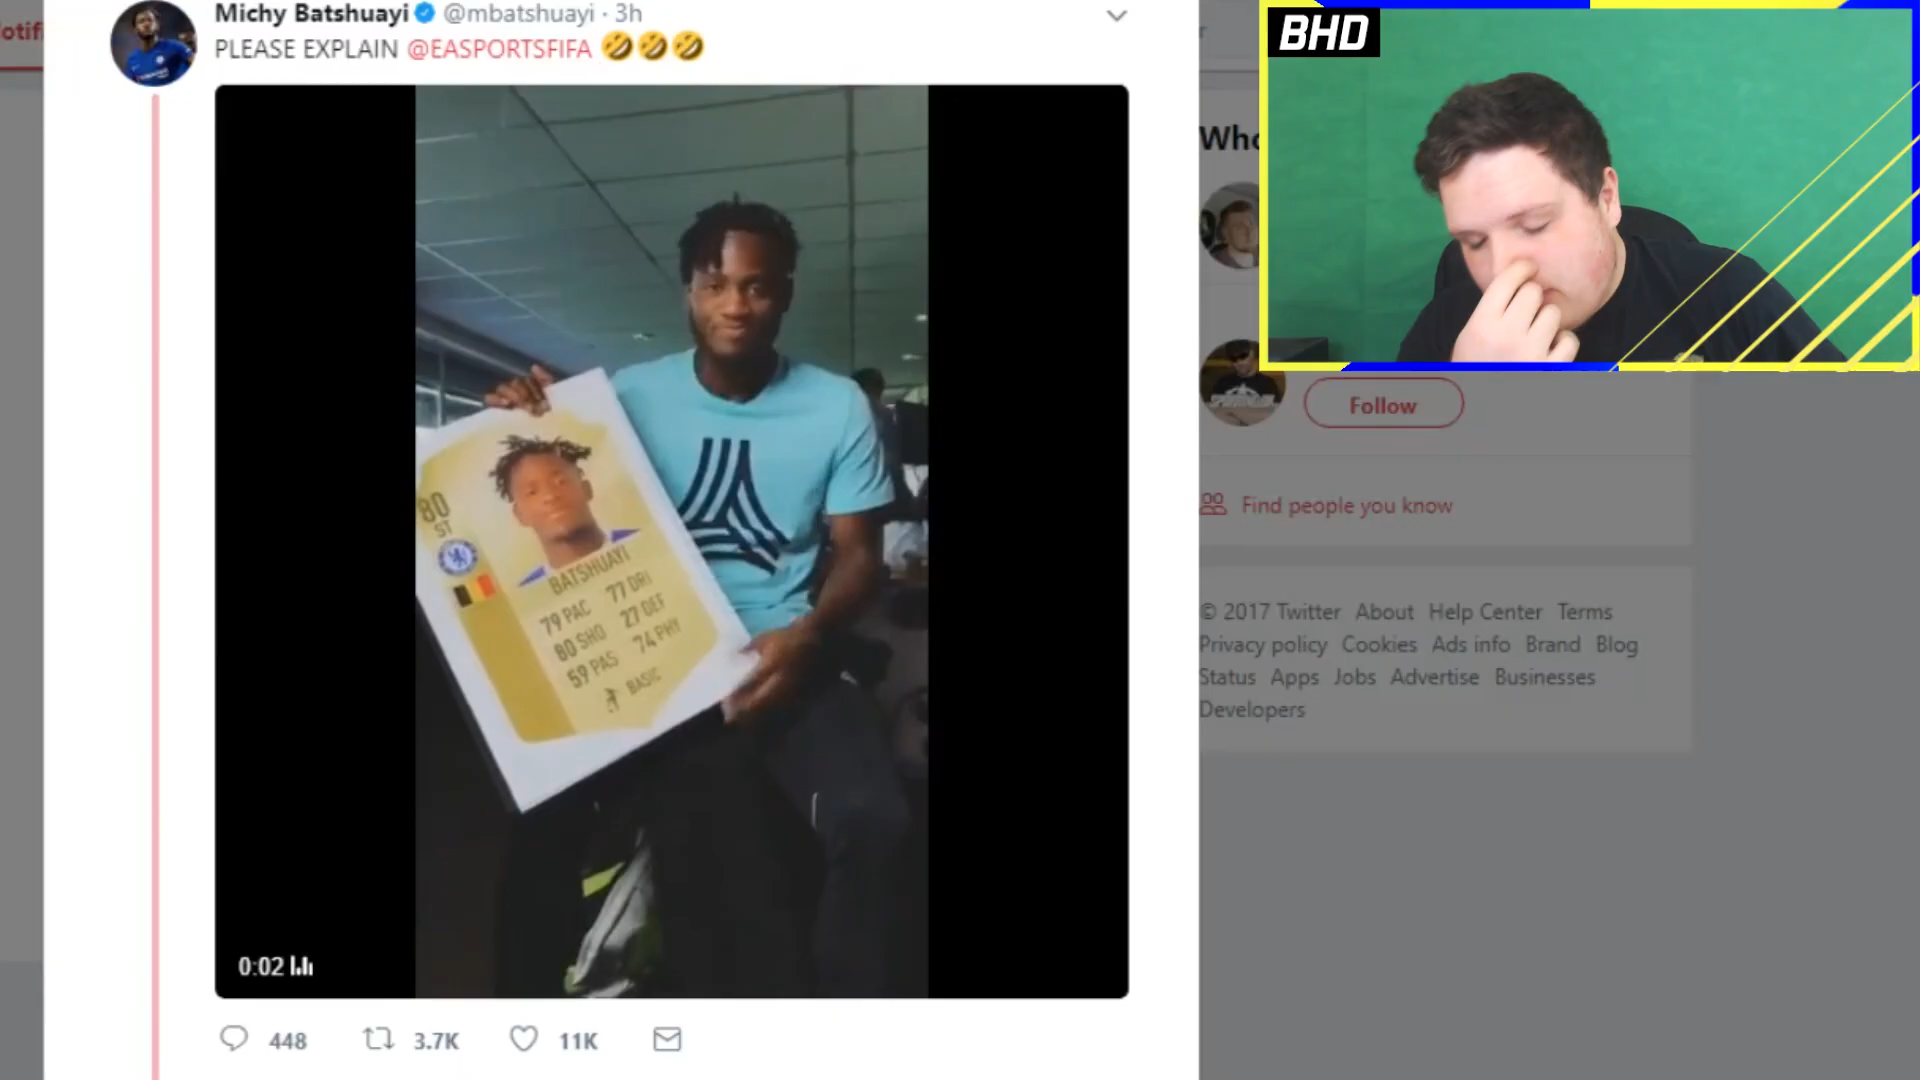 Notifi
Michy Batshuayi @mbatshuayi · 3h
PLEASE EXPLAIN @EASPORTSFIFA 🤣🤣🤣
80
ST
BATSHUAYI
79 PAC 77 DRI
80 SHO 27 DEF
59 PAS 74 PHY
BASIC
0:02
448 3.7K 11K
BHD
Who
Follow
Find people you know
© 2017 Twitter About Help Center Terms
Privacy policy Cookies Ads info Brand Blog
Status Apps Jobs Advertise Businesses
Developers